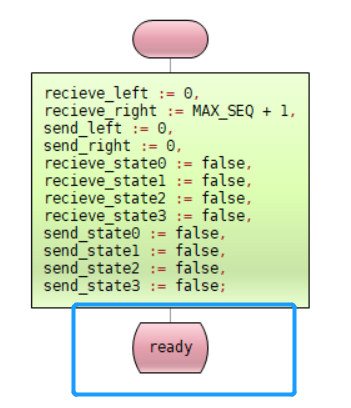 recieve_left := 0,
recieve_right := MAX_SEQ + 1,
send_left := 0,
send_right := 0,
recieve_state0 := false,
recieve_state1 := false,
recieve_state2 := false,
recieve_state3 := false,
send_state0 := false,
send_state1 := false,
send_state2 := false,
send_state3 := false;
ready